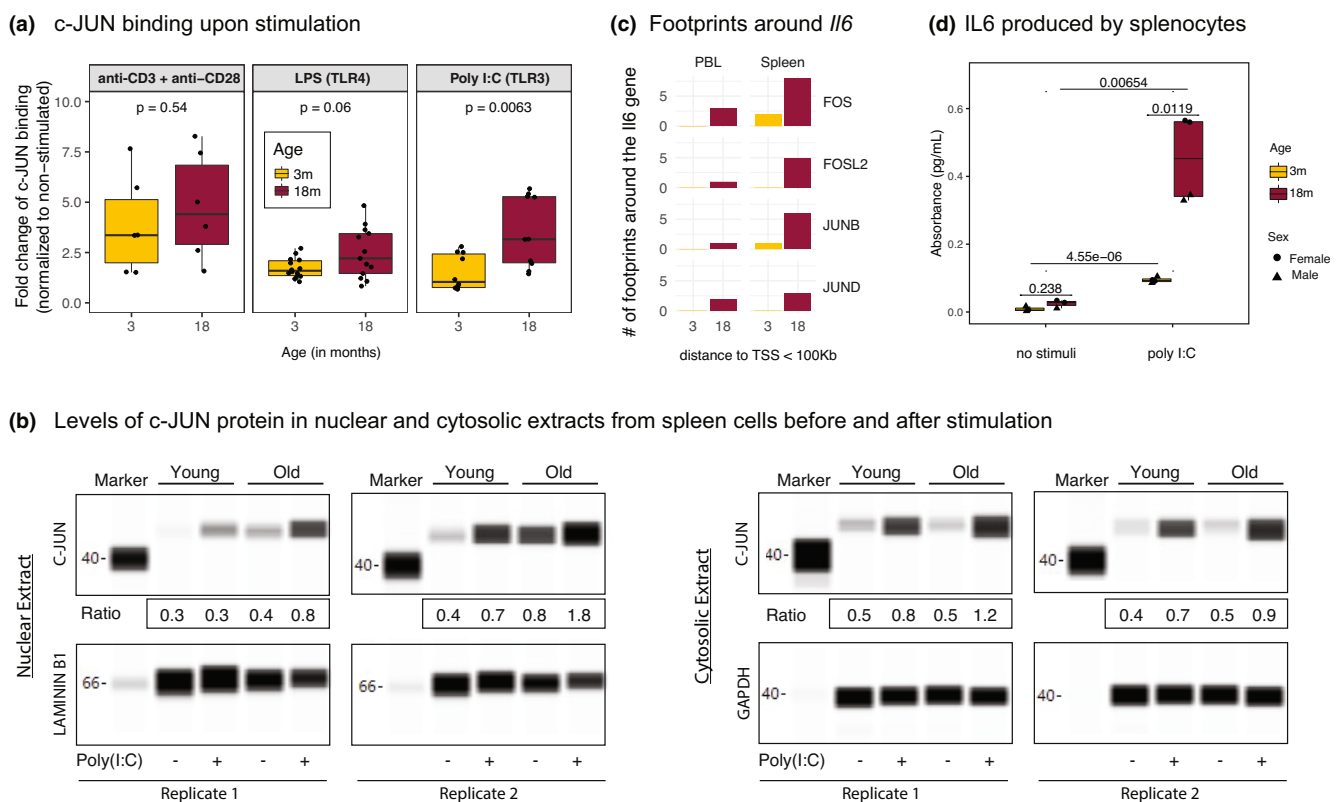 (a) c-JUN binding upon stimulation
anti-CD3 + anti−CD28
LPS (TLR4)
Poly I:C (TLR3)
p = 0.54
p = 0.06
p = 0.0063
Fold change of c-JUN binding
(normalized to non-stimulated)
10.0
7.5
5.0
2.5
0.0
Age
3m
18m
3 18 3 18 3 18
Age (in months)
(c) Footprints around Il6
PBL Spleen
# of footprints around the Il6 gene
5
0
FOS
5
0
FOSL2
5
0
JUNB
5
0
JUND
3 18 3 18
distance to TSS < 100Kb
(d) IL6 produced by splenocytes
Absorbance (pg/mL)
0.6
0.4
0.2
0.0
0.00654
0.0119
4.55e−06
0.238
no stimuli poly I:C
Age
3m
18m
Sex
Female
Male
(b) Levels of c-JUN protein in nuclear and cytosolic extracts from spleen cells before and after stimulation
Nuclear Extract
Marker Young Old
C-JUN
40-
Ratio 0.3 0.3 0.4 0.8
LAMININ B1
66-
Poly(I:C) - + - +
Replicate 1
Marker Young Old
40-
0.4 0.7 0.8 1.8
66-
- + - +
Replicate 2
Cytosolic Extract
Marker Young Old
C-JUN
40-
Ratio 0.5 0.8 0.5 1.2
GAPDH
40-
Poly(I:C) - + - +
Replicate 1
Marker Young Old
40-
0.4 0.7 0.5 0.9
40-
- + - +
Replicate 2